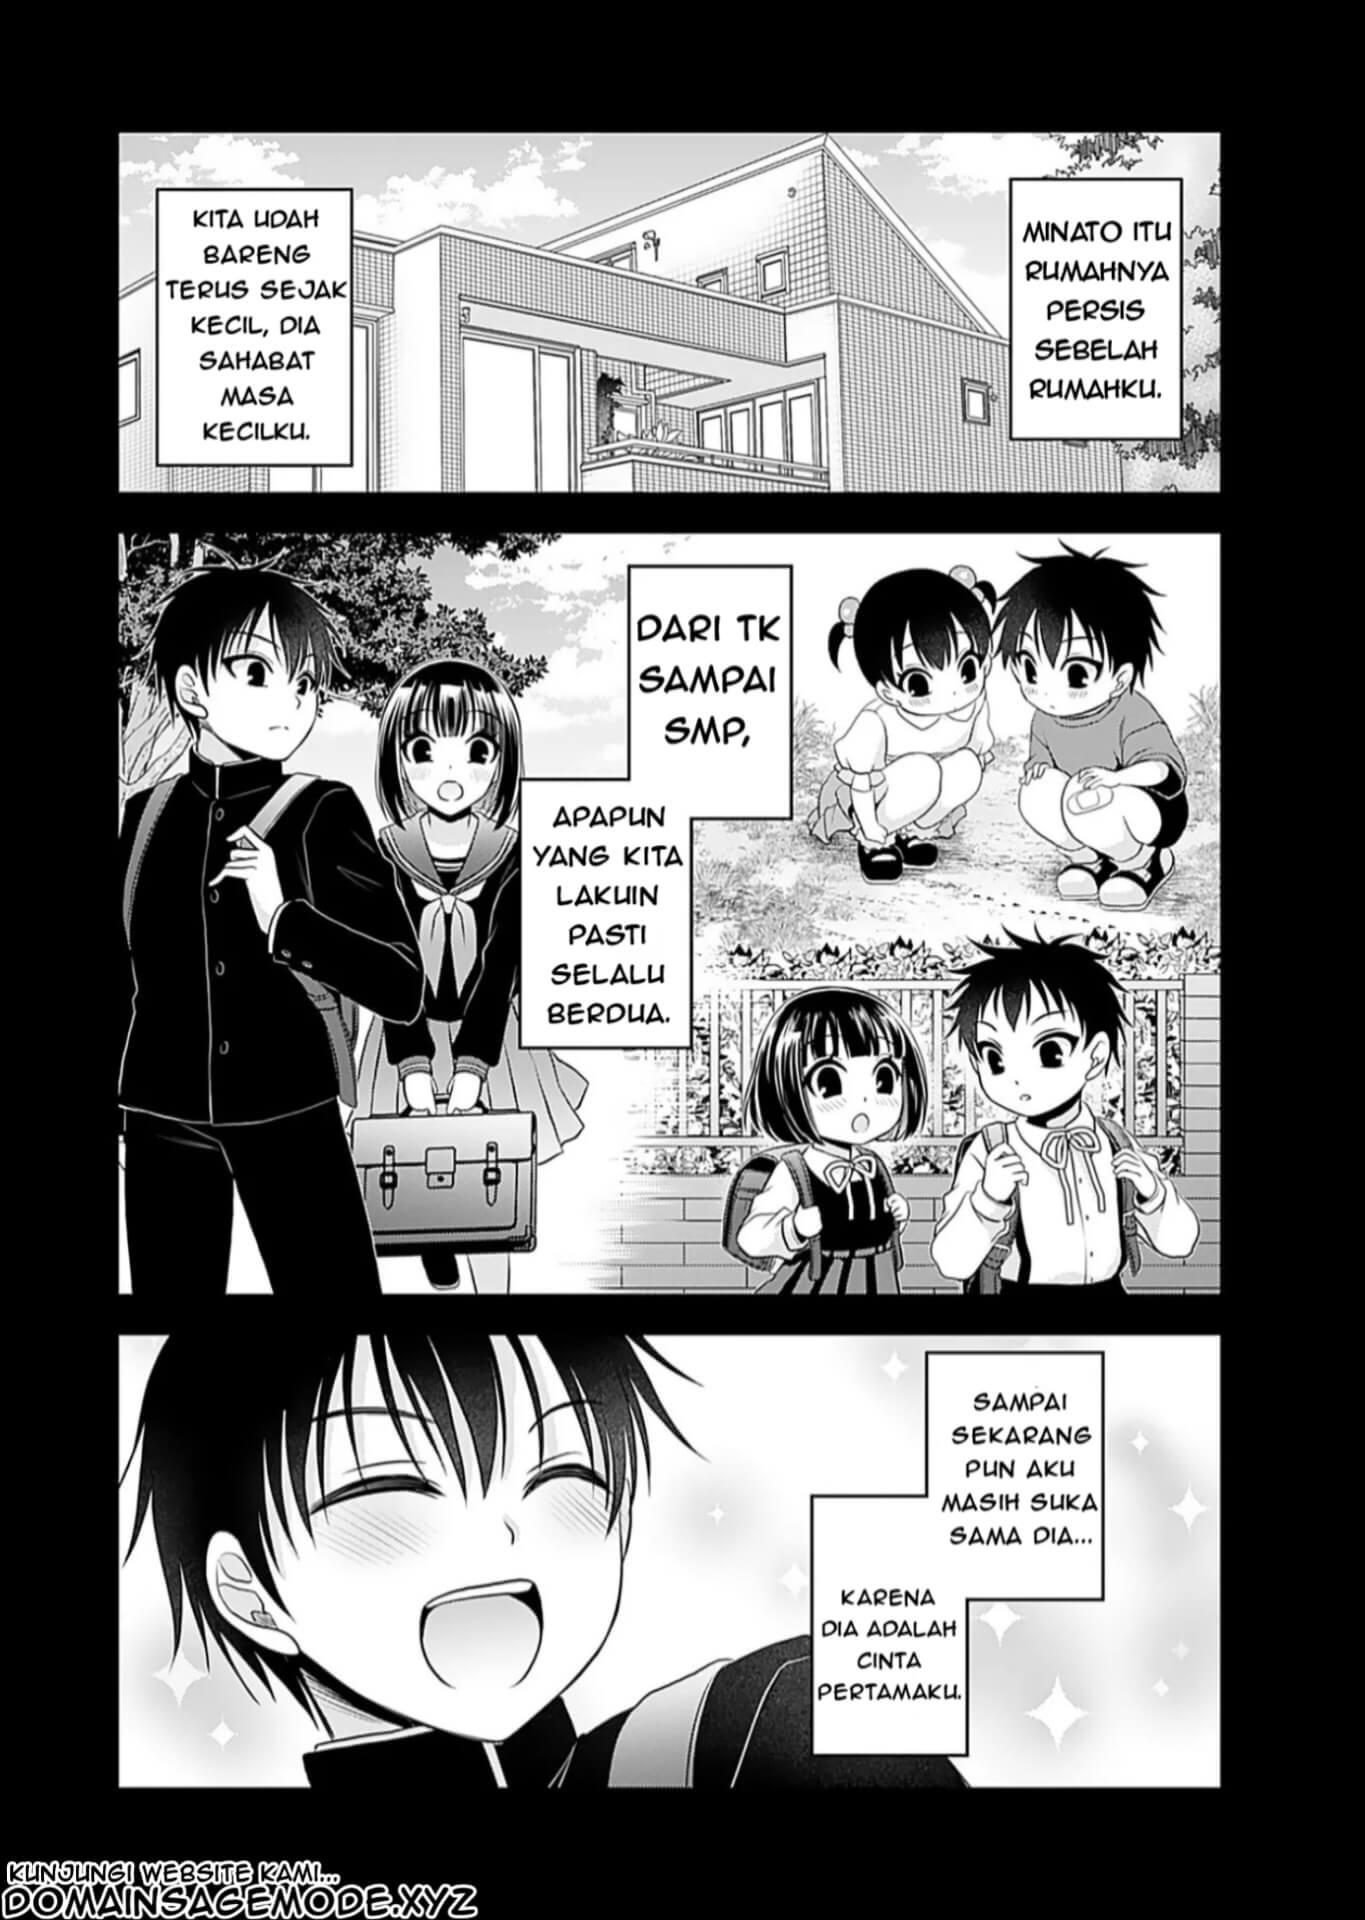 MINATO ITU
RUMAHNYA
PERSIS
SEBELAH
RUMAHKU.
KITA UDAH
BARENG
TERUS SEJAK
KECIL, DIA
SAHABAT
MASA
KECILKU.
DARI TK
SAMPAI
SMP,
APAPUN
YANG KITA
LAKUIN
PASTI
SELALU
BERDUA.
SAMPAI
SEKARANG
PUN AKU
MASIH SUKA
SAMA DIA...
KARENA
DIA ADALAH
CINTA
PERTAMAKU.
KUNJUNGI WEBSITE KAMI...
DOMAINSAGEMODE.XYZ